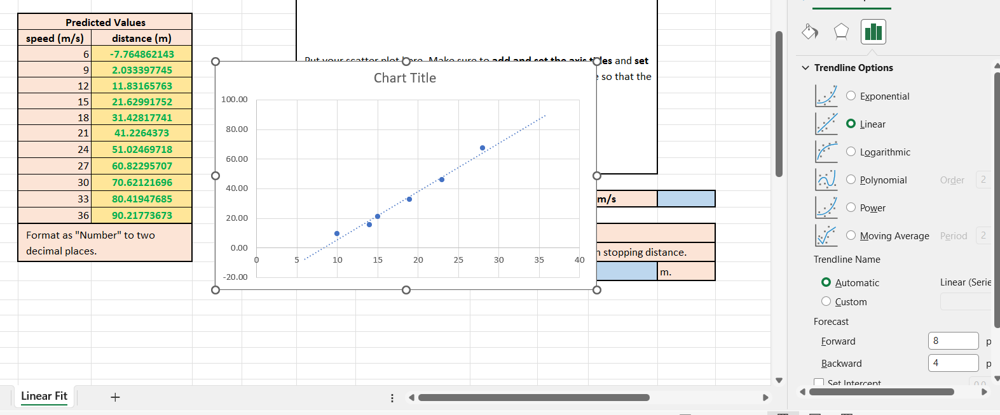 Predicted Values
speed (m/s) distance (m)
6 -7.764862143
9 2.033397745
12 11.83165763
15 21.62991752
18 31.42817741
21 41.2264373
24 51.02469718
27 60.82295707
30 70.62121696
33 80.41947685
36 90.21773673
Format as "Number" to two
decimal places.
Put your scatter plot here. Make sure to add and set the axis titles and set
so that the
Chart Title
100.00
80.00
60.00
40.00
20.00
0.00
-20.00
0 5 10 15 20 25 30 35 40
m/s
stopping distance.
m.
Linear Fit
Trendline Options
Exponential
Linear
Logarithmic
Polynomial Order 2
Power
Moving Average Period 2
Trendline Name
Automatic Linear (Serie
Custom
Forecast
Forward 8 p
Backward 4 p
Set Intercept 0.0